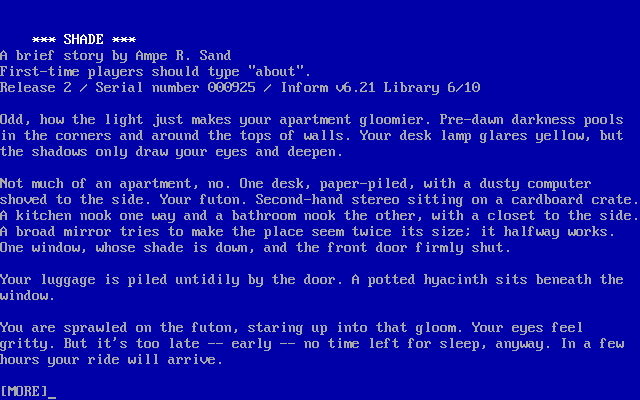 *** SHADE ***
A brief story by Ampe R. Sand
First-time players should type "about".
Release 2 / Serial number 000925 / Inform v6.21 Library 6/10
Odd, how the light just makes your apartment gloomier. Pre-dawn darkness pools
in the corners and around the tops of walls. Your desk lamp glares yellow, but
the shadows only draw your eyes and deepen.
Not much of an apartment, no. One desk, paper-piled, with a dusty computer
shoved to the side. Your futon. Second-hand stereo sitting on a cardboard crate.
A kitchen nook one way and a bathroom nook the other, with a closet to the side.
A broad mirror tries to make the place seem twice its size; it halfway works.
One window, whose shade is down, and the front door firmly shut.
Your luggage is piled untidily by the door. A potted hyacinth sits beneath the
window.
You are sprawled on the futon, staring up into that gloom. Your eyes feel
gritty. But it's too late -- early -- no time left for sleep, anyway. In a few
hours your ride will arrive.
[MORE]_